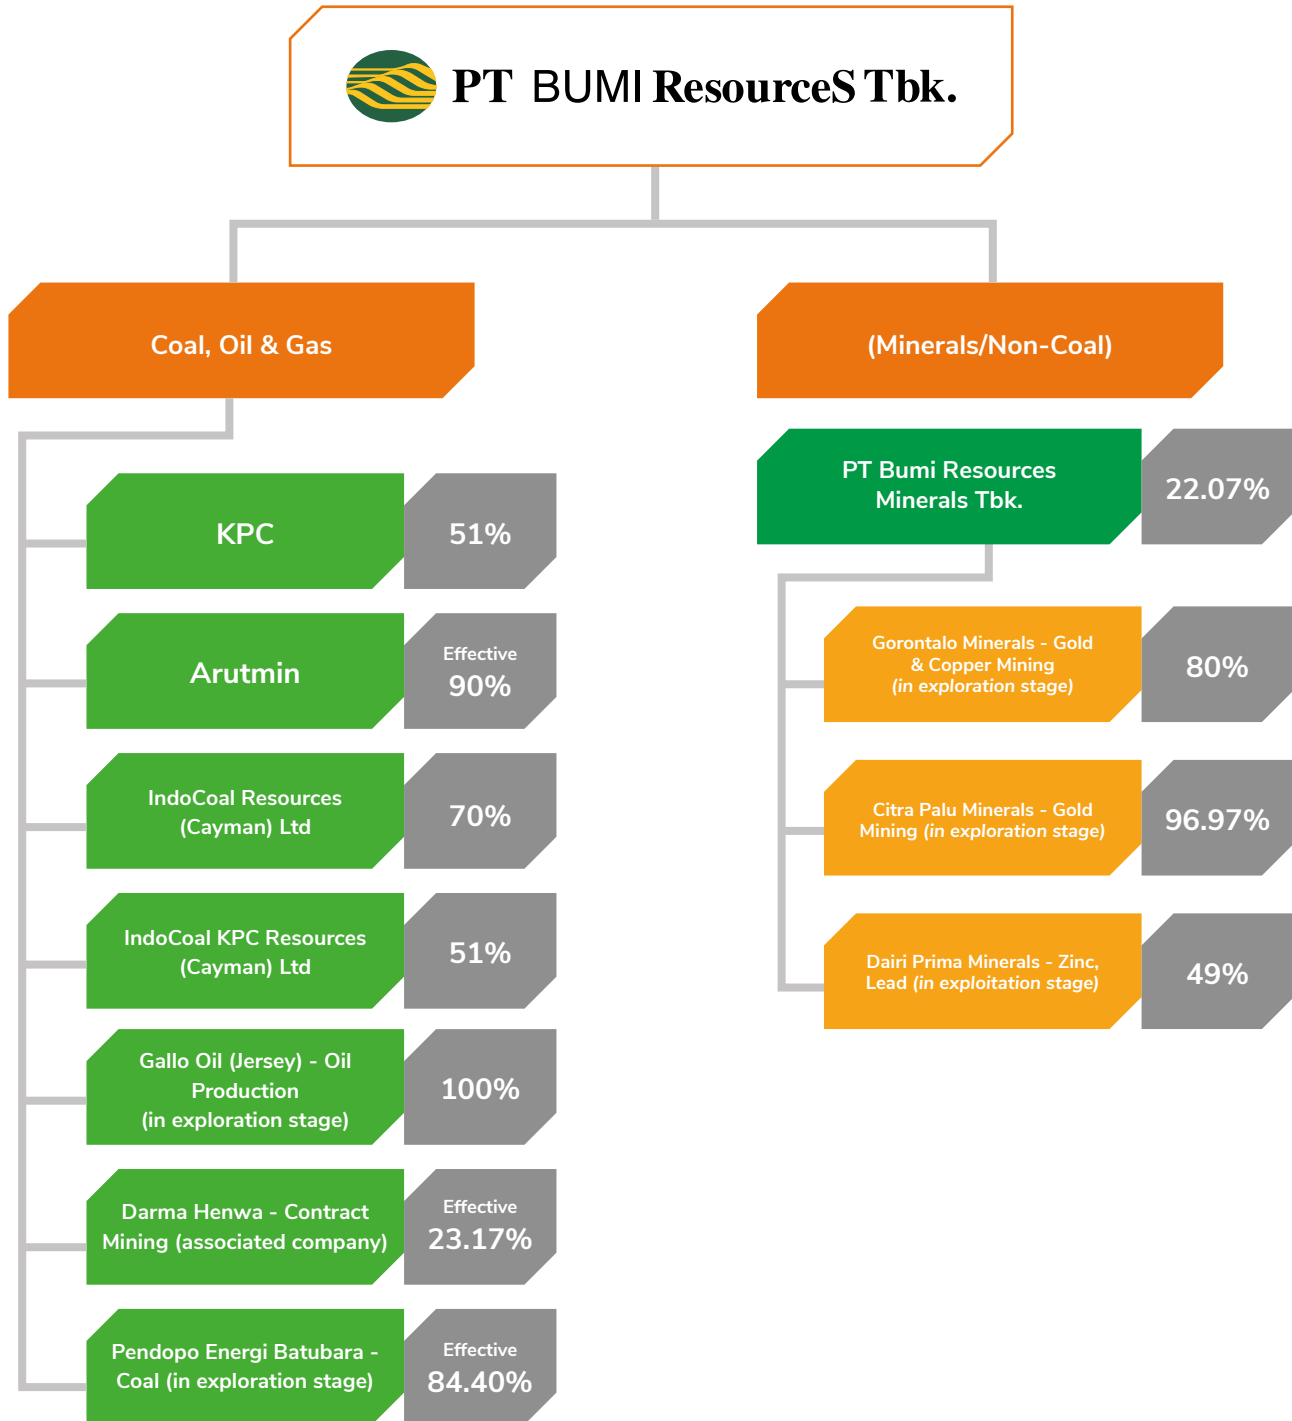 PT BUMI ResourceS Tbk.
Coal, Oil & Gas
KPC
51%
Arutmin
Effective
90%
IndoCoal Resources
(Cayman) Ltd
70%
IndoCoal KPC Resources
(Cayman) Ltd
51%
Gallo Oil (Jersey) - Oil
Production
(in exploration stage)
100%
Darma Henwa - Contract
Mining (associated company)
Effective
23.17%
Pendopo Energi Batubara -
Coal (in exploration stage)
Effective
84.40%
(Minerals/Non-Coal)
PT Bumi Resources
Minerals Tbk.
22.07%
Gorontalo Minerals - Gold
& Copper Mining
(in exploration stage)
80%
Citra Palu Minerals - Gold
Mining (in exploration stage)
96.97%
Dairi Prima Minerals - Zinc,
Lead (in exploitation stage)
49%